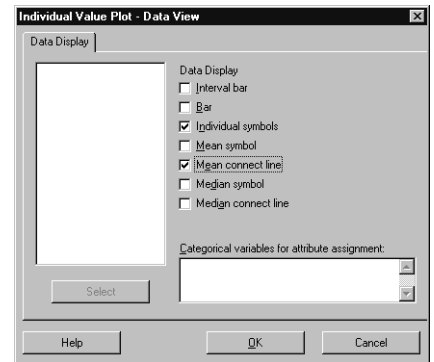 Individual Value Plot - Data View
Data Display
Data Display
Interval bar
Bar
Individual symbols
Mean symbol
Mean connect line
Median symbol
Median connect line
Categorical variables for attribute assignment:
Select
Help
OK
Cancel